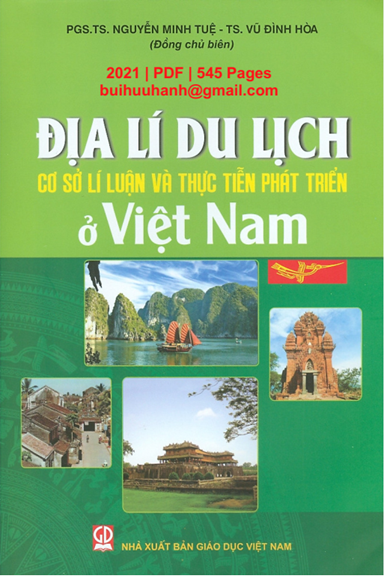 PGS.TS. NGUYỄN MINH TUỆ - TS. VŨ ĐÌNH HÒA
(Đồng chủ biên)
2021 | PDF | 545 Pages
buihuuhanh@gmail.com
ĐỊA LÍ DU LỊCH
CƠ SỞ LÍ LUẬN VÀ THỰC TIỄN PHÁT TRIỂN
ở Việt Nam
GD
NHÀ XUẤT BẢN GIÁO DỤC VIỆT NAM